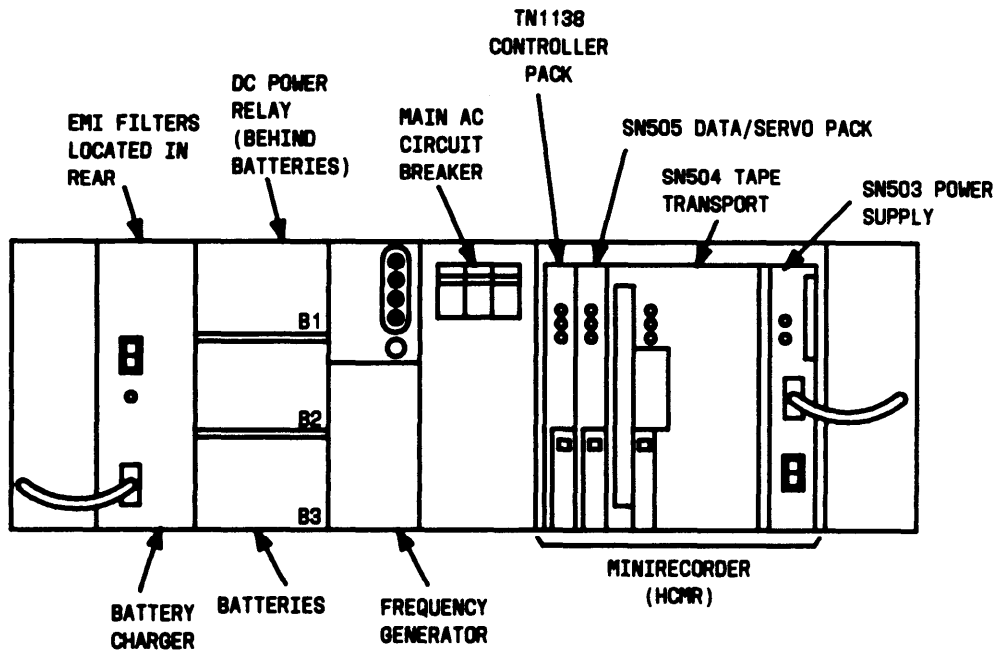 TN1138
CONTROLLER
PACK
DC POWER
RELAY
(BEHIND
BATTERIES)
MAIN AC
CIRCUIT
BREAKER
EMI FILTERS
LOCATED IN
REAR
SN505 DATA/SERVO PACK
SN504 TAPE
TRANSPORT
SN503 POWER
SUPPLY
B1
B2
B3
BATTERY
CHARGER
BATTERIES
FREQUENCY
GENERATOR
MINIRECORDER
(HCMR)